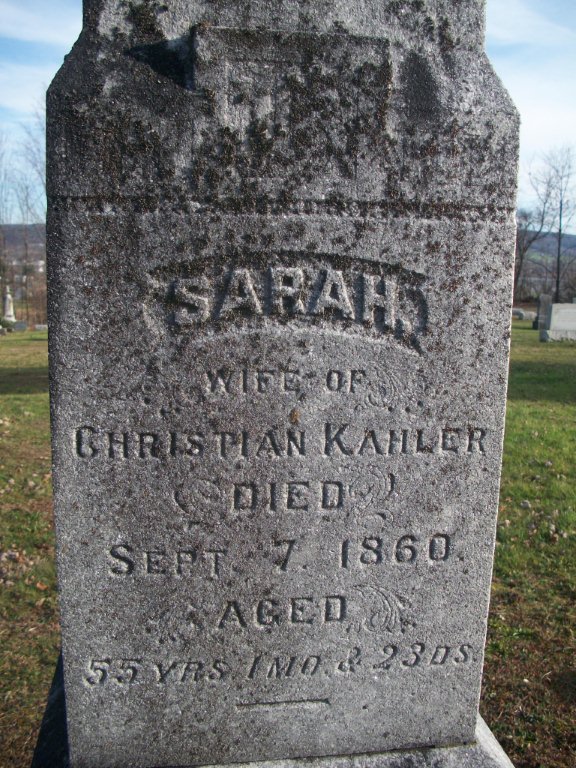 SARAH,
WIFE OF
CHRISTIAN KAHLER
DIED
SEPT. 7. 1860.
AGED
55 YRS. 1 MO. & 23 DS.